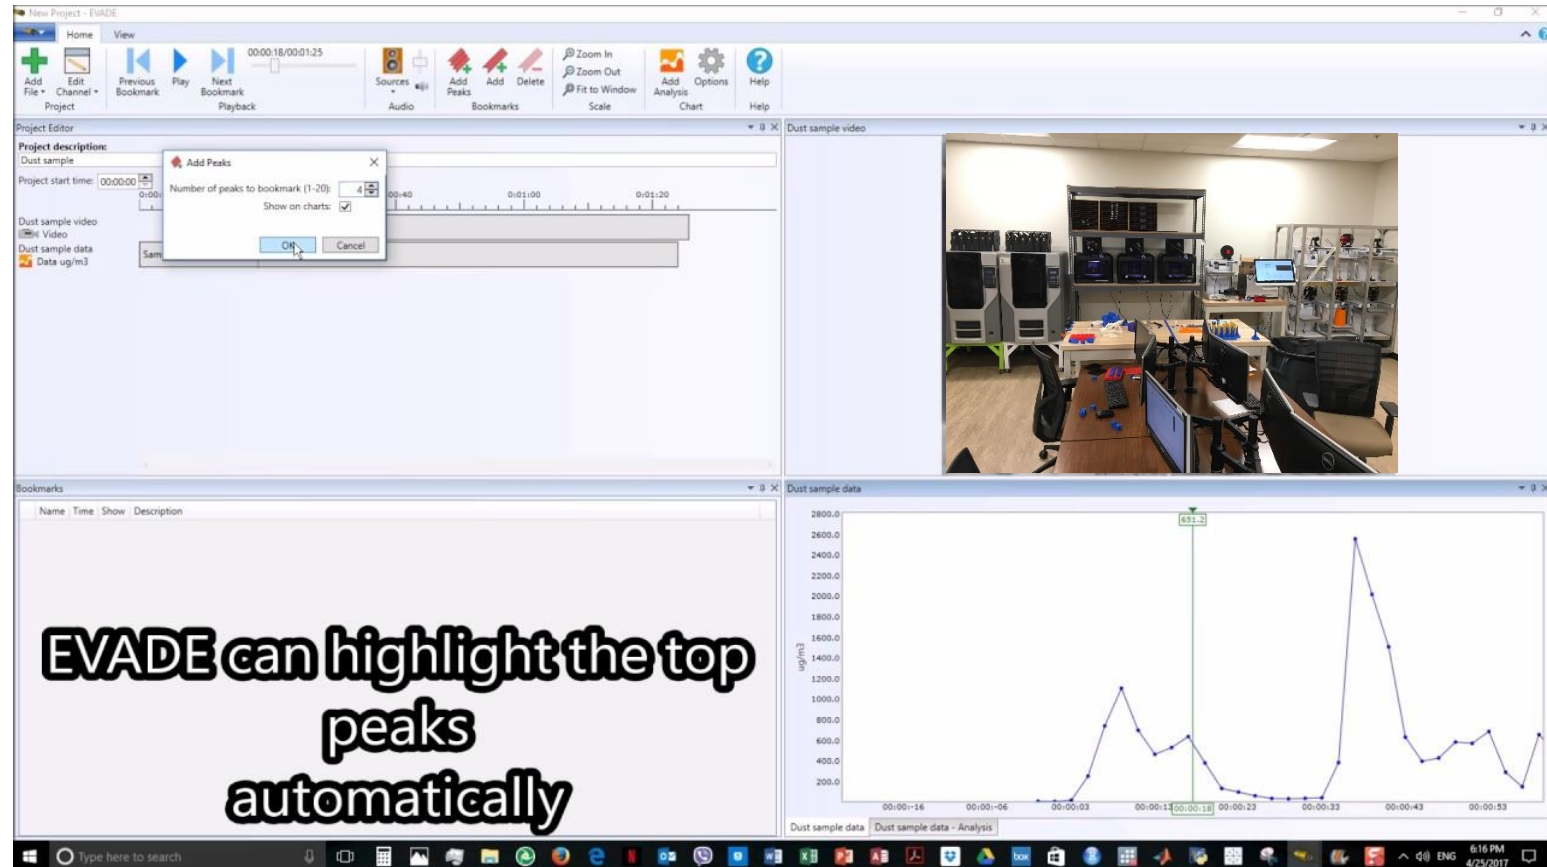 New Project - EVADE
Home View
00:00:18/00:01:25
Add File
Edit Channel
Previous Bookmark
Play
Next Bookmark
Sources
Add Peaks
Add
Delete
Zoom In
Zoom Out
Fit to Window
Add Analysis
Options
Help
Project Playback Audio Bookmarks Scale Chart Help
Project Editor
Project description:
Dust sample
Project start time: 00:00:00
0:00: 00:40 0:01:00 0:01:20
Dust sample video
Video
Dust sample data
Data ug/m3
Sam
Add Peaks
Number of peaks to bookmark (1-20): 4
Show on charts:
OK Cancel
Dust sample video
Bookmarks
Name Time Show Description
EVADE can highlight the top
peaks
automatically
Dust sample data
2800.0
2600.0
2400.0
2200.0
2000.0
1800.0
1600.0
1400.0
1200.0
1000.0
800.0
600.0
400.0
200.0
ug/m3
00:00:-16 00:00:-06 00:00:03 00:00:13 00:00:18 00:00:23 00:00:33 00:00:43 00:00:53
Dust sample data Dust sample data - Analysis
Type here to search
box
ENG
6:16 PM
4/25/2017